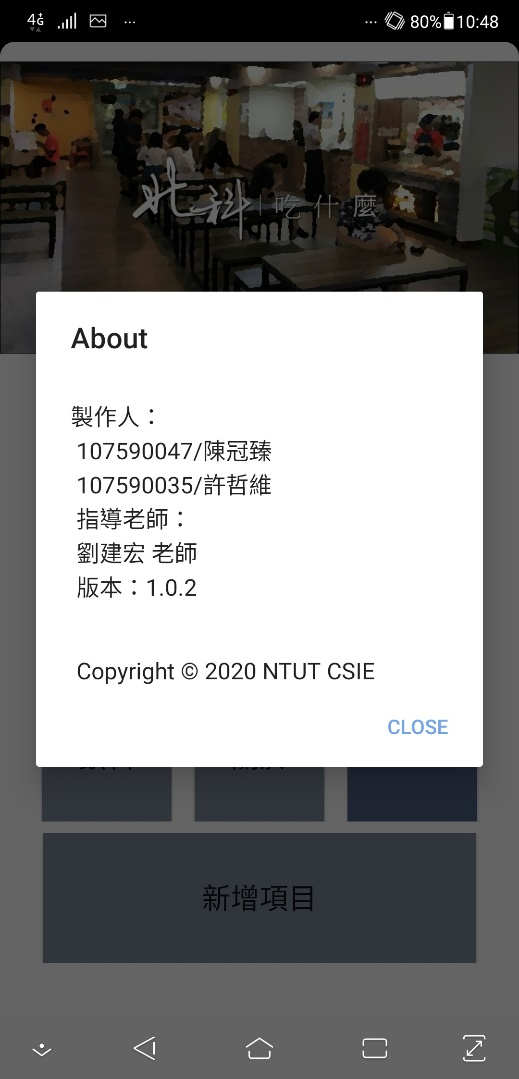 4G 80% 10:48
北科|吃什麼
About
製作人：
107590047/陳冠臻
107590035/許哲維
指導老師：
劉建宏 老師
版本：1.0.2
Copyright © 2020 NTUT CSIE
CLOSE
新增項目